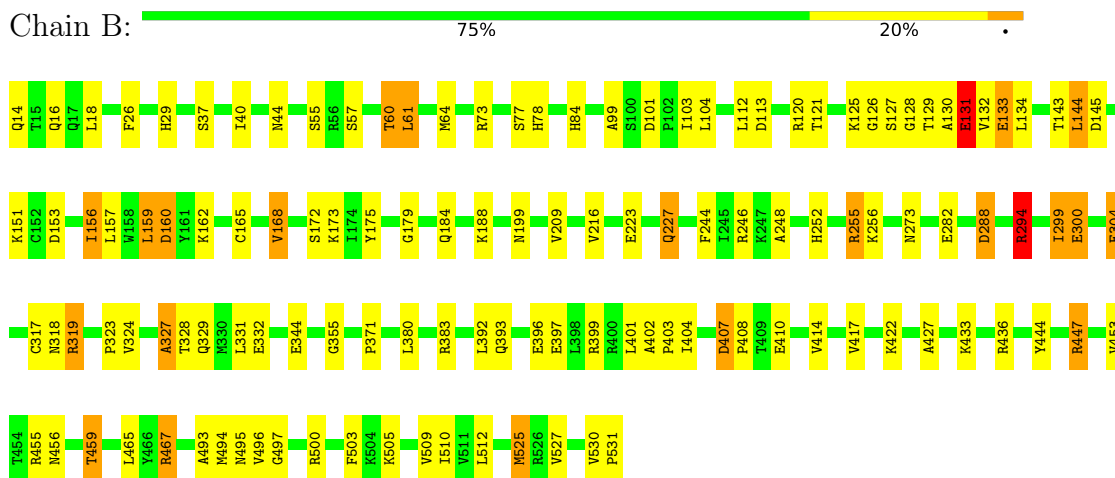 Chain B:
75% 20% •
Q14 T15 Q16 Q17 L18 F26 H29 S37 I40 N44 S55 R56 S57 T60 L61 M64 R73 S77 H78 H84 A99 S100 D101 P102 I103 L104 L112 D113 R120 T121 K125 G126 S127 G128 T129 A130 E131 V132 E133 L134 T143 L144 D145
K151 C152 D153 I156 L157 W158 L159 D160 Y161 K162 C165 V168 S172 K173 I174 Y175 G179 Q184 K188 N199 V209 V216 E223 Q227 F244 I245 R246 K247 A248 H252 R255 K256 N273 E282 D288 R294 I299 E300
C317 N318 R319 P323 V324 A327 T328 Q329 M330 L331 E332 E344 G355 P371 L380 R383 L392 Q393 E396 E397 L398 R399 R400 L401 A402 P403 I404 D407 P408 T409 E410 V414 V417 K422 A427 K433 R436 Y444 R447 V453
T454 R455 N456 T459 L465 Y466 R467 A493 M494 N495 V496 G497 R500 F503 K504 K505 V509 I510 V511 L512 M525 R526 V527 V530 P531